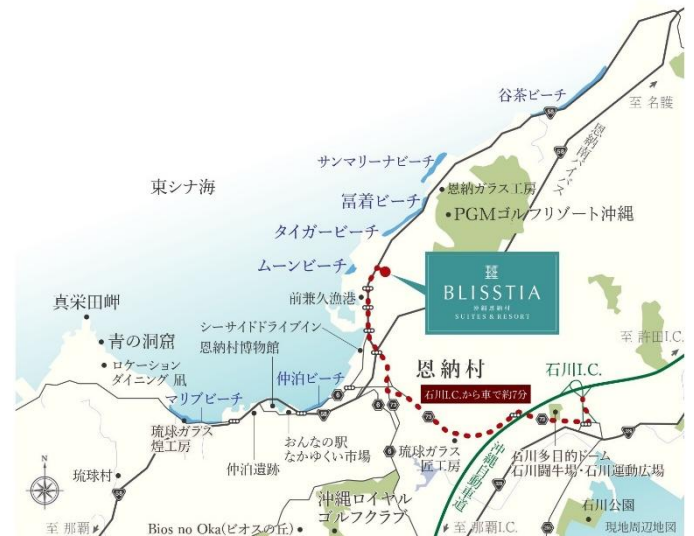 谷茶ビーチ
58
至 名護
恩納南バイパス
58
サンマリーナビーチ
恩納ガラス工房
東シナ海
冨着ビーチ
PGMゴルフリゾート沖縄
タイガービーチ
ムーンビーチ
BLISSTIA
沖縄恩納村
SUITES & RESORT
前兼久漁港
真栄田岬
シーサイドドライブイン
青の洞窟
恩納村博物館
恩納村
石川I.C.
至 許田I.C.
ロケーション
ダイニング 凪
仲泊ビーチ
石川I.C.から車で約7分
マリブビーチ
6
73
73
73
58
琉球ガラス
煌工房
おんなの駅
なかゆくい市場
琉球ガラス
匠工房
石川多目的ドーム
石川闘牛場・石川運動広場
仲泊遺跡
琉球村
沖縄自動車道
6
58
沖縄ロイヤル
ゴルフクラブ
石川公園
N
至 那覇
Bios no Oka(ビオスの丘)
至 那覇I.C.
現地周辺地図